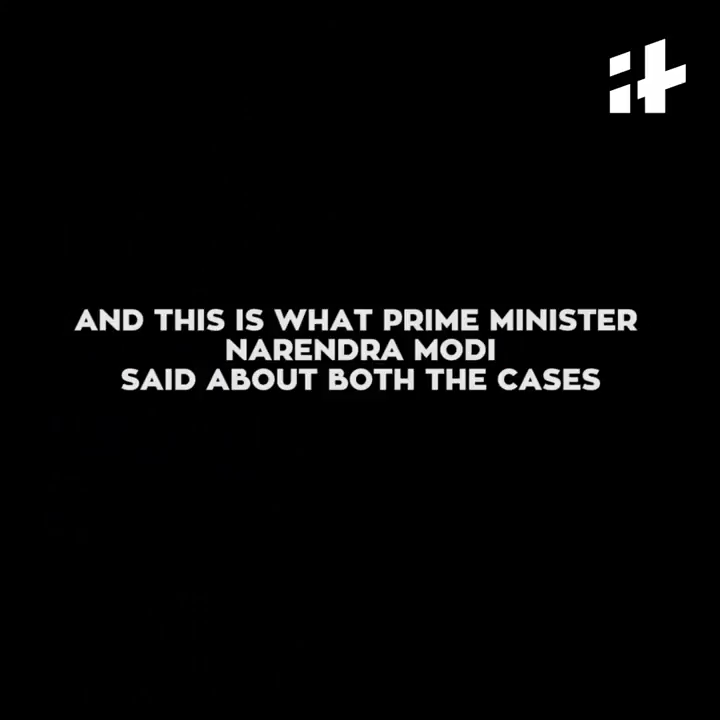 AND THIS IS WHAT PRIME MINISTER
NARENDRA MODI
SAID ABOUT BOTH THE CASES